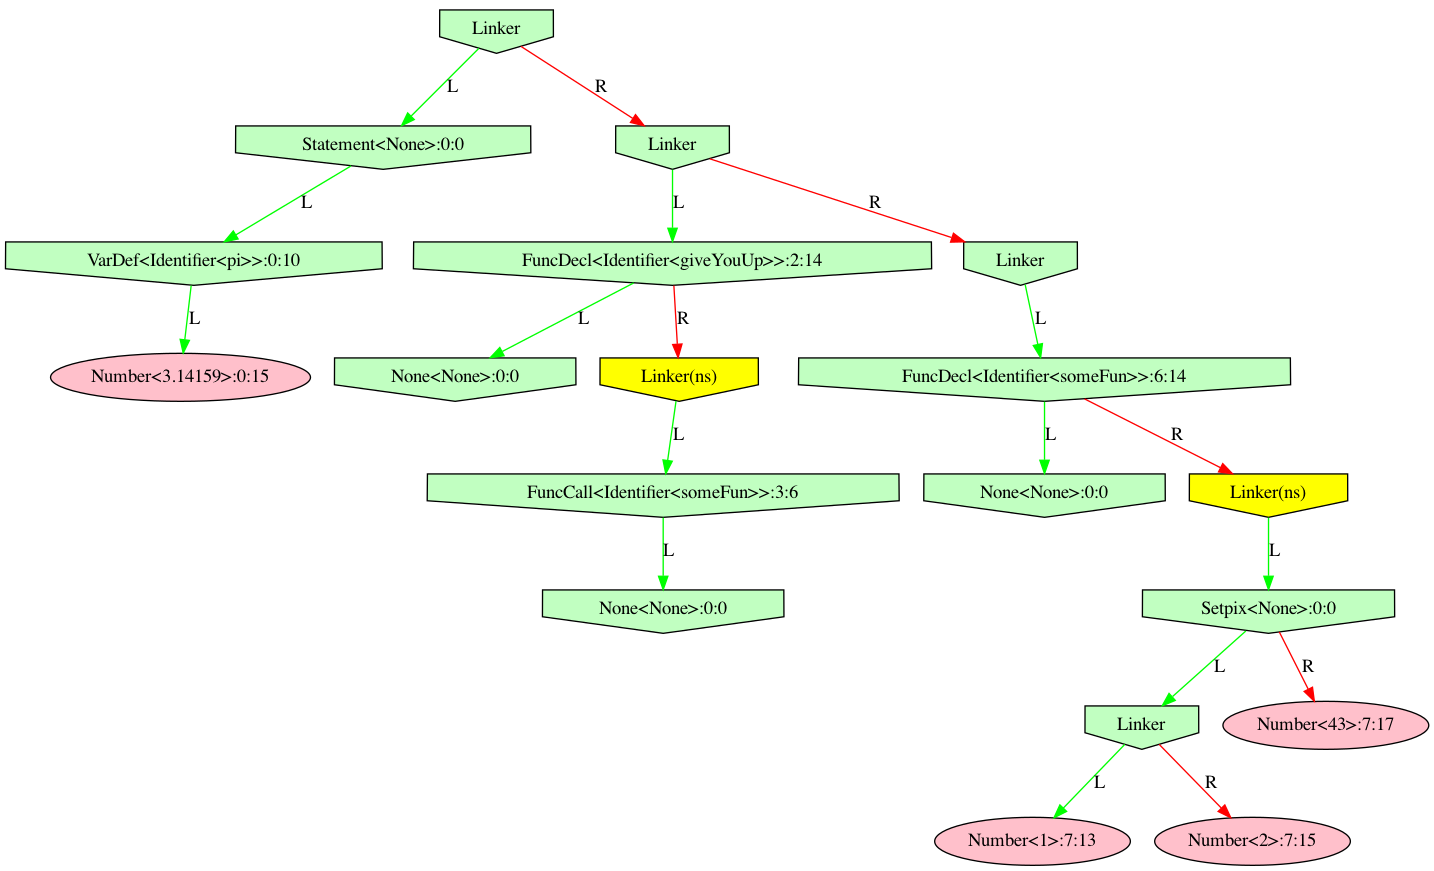 Linker
L
R
Statement<None>:0:0
Linker
L
L
R
VarDef<Identifier<pi>>:0:10
FuncDecl<Identifier<giveYouUp>>:2:14
Linker
L
L
R
L
Number<3.14159>:0:15
None<None>:0:0
Linker(ns)
FuncDecl<Identifier<someFun>>:6:14
L
L
R
FuncCall<Identifier<someFun>>:3:6
None<None>:0:0
Linker(ns)
L
L
None<None>:0:0
Setpix<None>:0:0
L
R
Linker
Number<43>:7:17
L
R
Number<1>:7:13
Number<2>:7:15